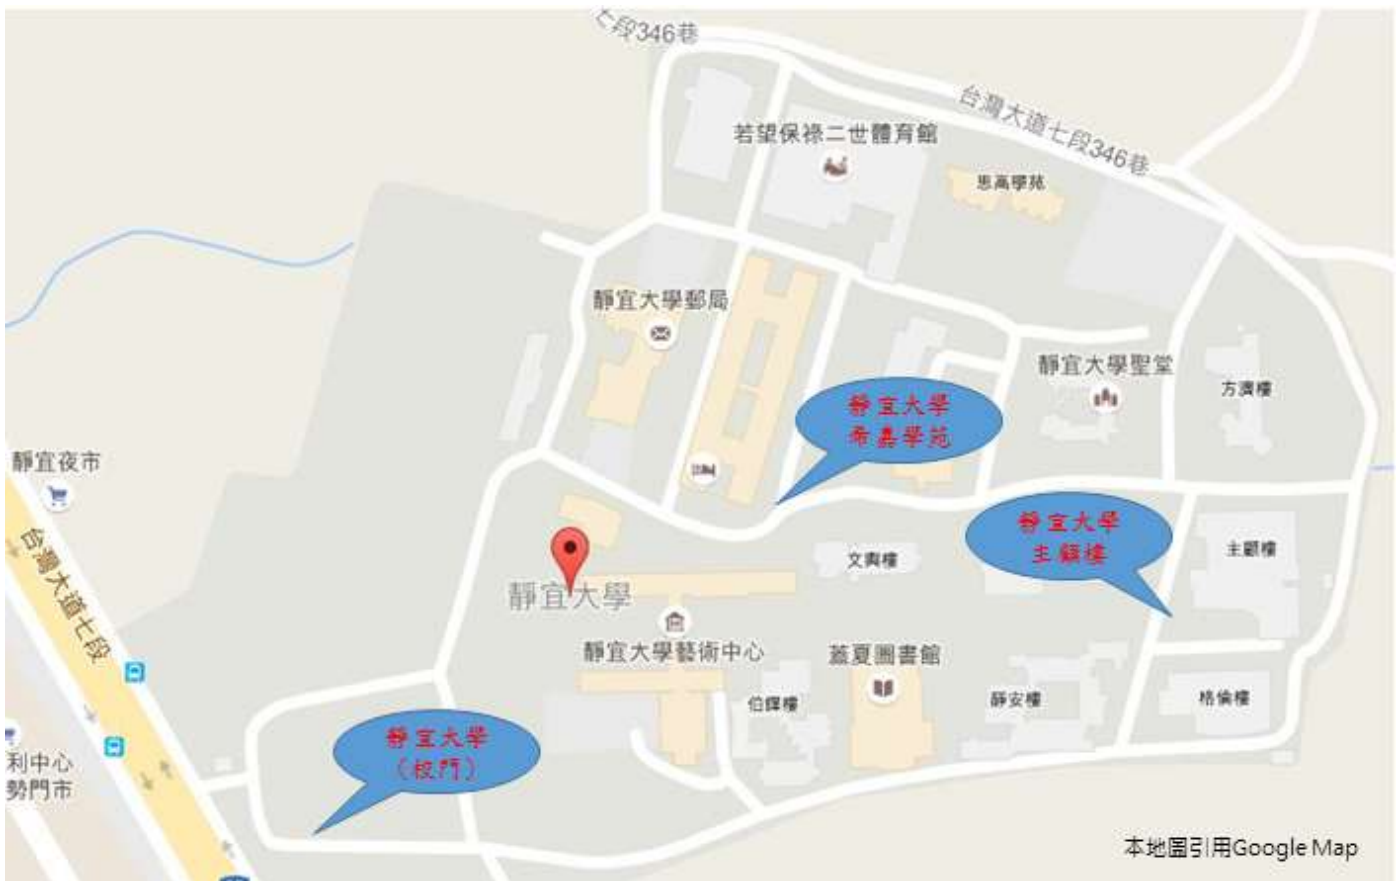 七段346巷
台灣大道七段346巷
若望保祿二世體育館
思高學苑
靜宜大學郵局
靜宜大學聖堂
方濟樓
靜宜大學
希嘉學苑
靜宜夜市
靜宜大學
主顧樓
主顧樓
文興樓
台灣大道七段
靜宜大學
靜宜大學藝術中心
蓋夏圖書館
伯鐸樓
靜安樓
格倫樓
靜宜大學
（校門）
利中心
勢門市
本地圖引用Google Map